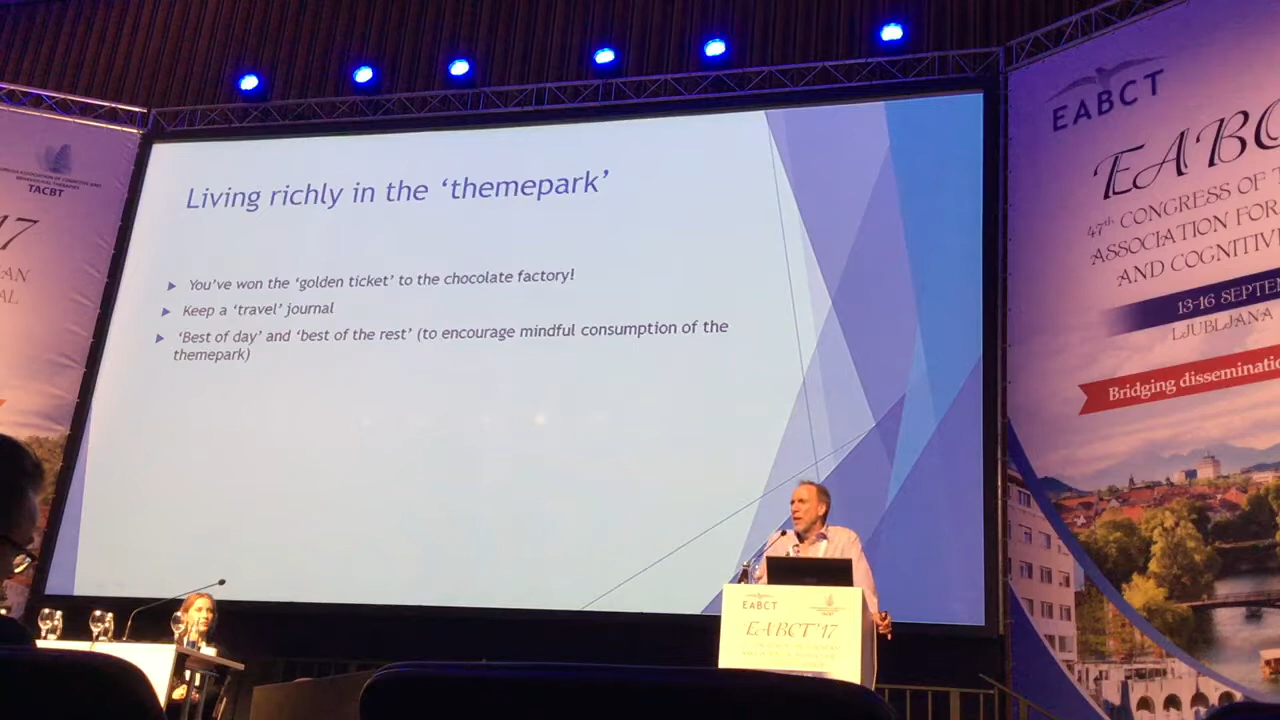 Living richly in the ‘themepark’
You’ve won the ‘golden ticket’ to the chocolate factory!
Keep a ‘travel’ journal
‘Best of day’ and ‘best of the rest’ (to encourage mindful consumption of the
themepark)
TACBT
17
EABCT
EABC
47th CONGRESS OF
ASSOCIATION FOR
AND COGNITIV
13-16 SEPTE
LJUBLJANA
Bridging disseminati
EABCT
TACBT
EABCT'17